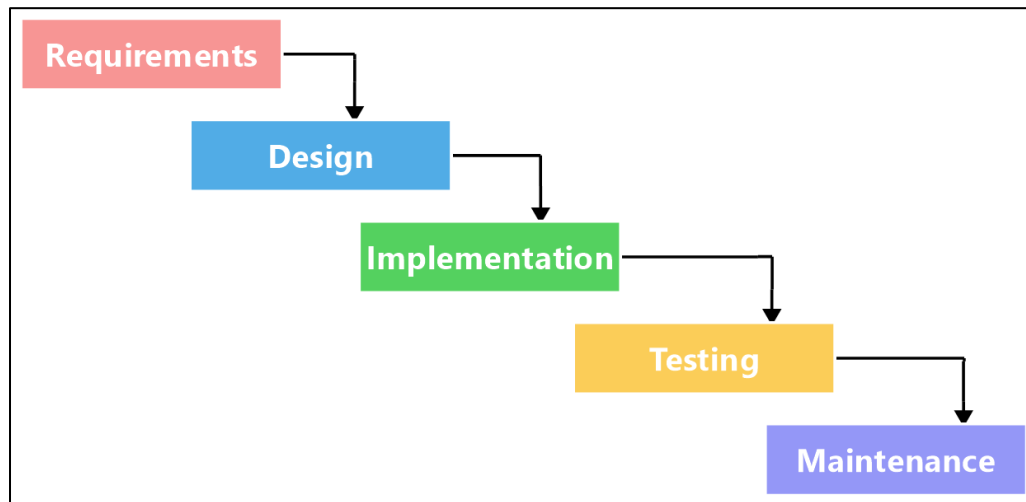 Requirements
Design
Implementation
Testing
Maintenance